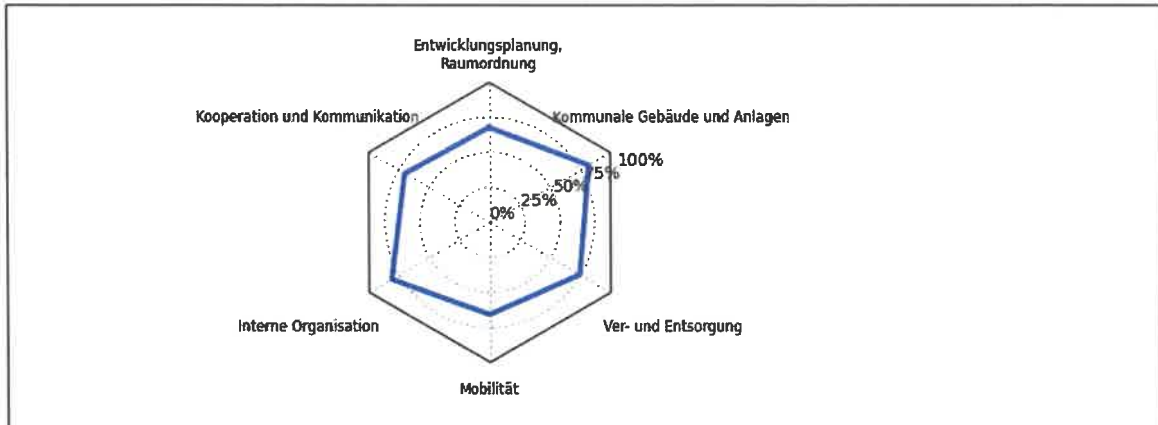 Entwicklungsplanung,
Raumordnung
Kooperation und Kommunikation
Kommunale Gebäude und Anlagen
100%
75%
50%
25%
0%
Interne Organisation
Ver- und Entsorgung
Mobilität